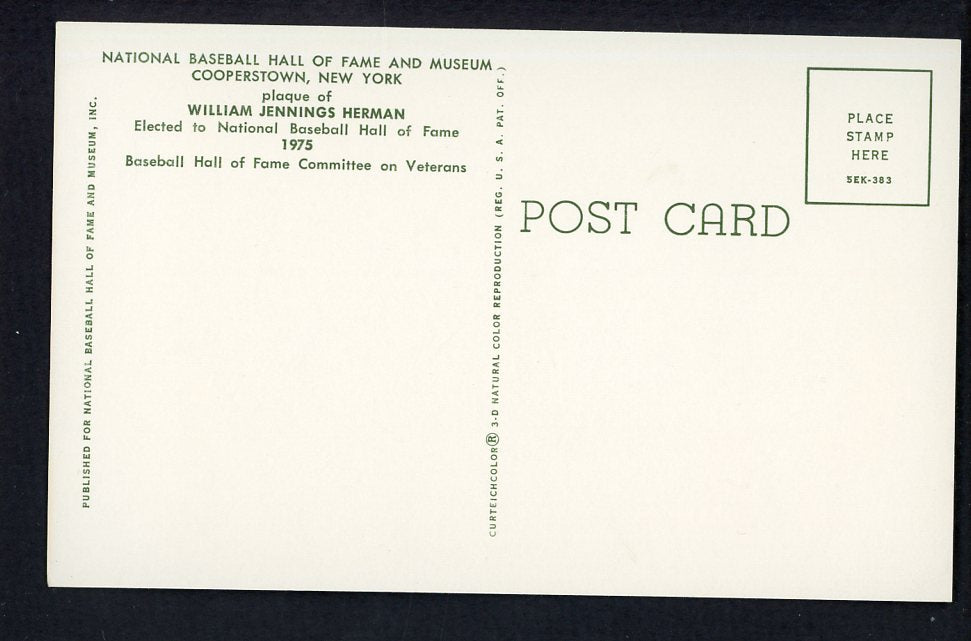 NATIONAL BASEBALL HALL OF FAME AND MUSEUM
COOPERSTOWN, NEW YORK
plaque of
WILLIAM JENNINGS HERMAN
Elected to National Baseball Hall of Fame
1975
Baseball Hall of Fame Committee on Veterans
PUBLISHED FOR NATIONAL BASEBALL HALL OF FAME AND MUSEUM, INC.
CURTEICHCOLOR® 3-D NATURAL COLOR REPRODUCTION (REG. U. S. A. PAT. OFF.)
POST CARD
PLACE
STAMP
HERE
5EK-383